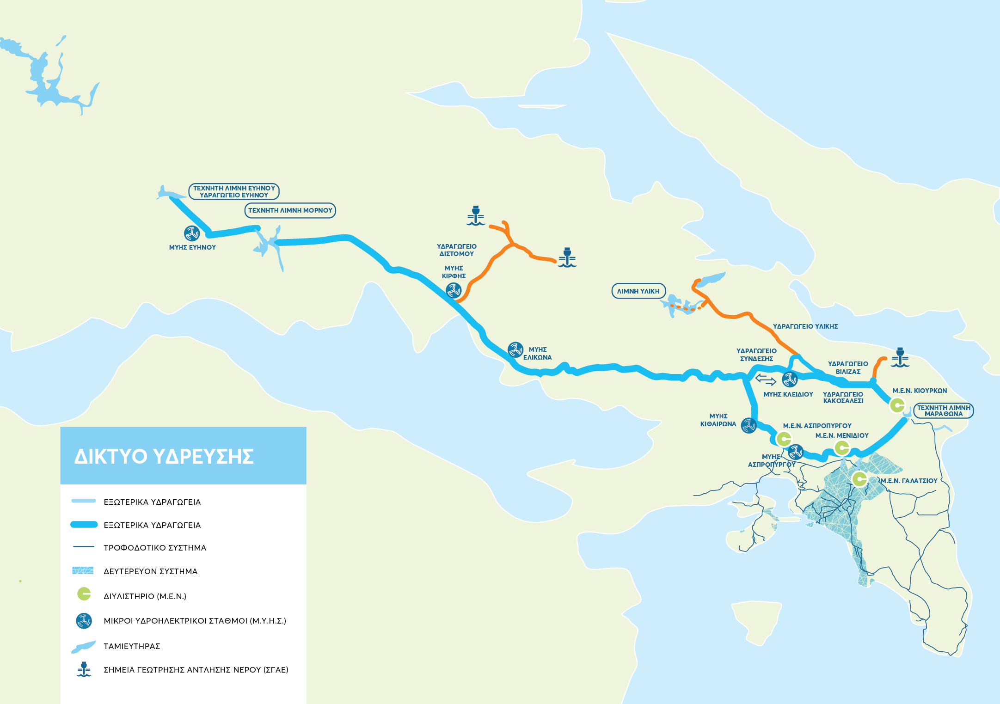 ΤΕΧΝΗΤΗ ΛΙΜΝΗ ΕΥΗΝΟΥ
ΥΔΡΑΓΩΓΕΙΟ ΕΥΗΝΟΥ
ΤΕΧΝΗΤΗ ΛΙΜΝΗ ΜΟΡΝΟΥ
ΜΥΗΣ ΕΥΗΝΟΥ
ΥΔΡΑΓΩΓΕΙΟ
ΔΙΣΤΟΜΟΥ
ΜΥΗΣ
ΚΙΡΦΗΣ
ΛΙΜΝΗ ΥΛΙΚΗ
ΥΔΡΑΓΩΓΕΙΟ ΥΛΙΚΗΣ
ΜΥΗΣ
ΕΛΙΚΩΝΑ
ΥΔΡΑΓΩΓΕΙΟ
ΣΥΝΔΕΣΗΣ
ΥΔΡΑΓΩΓΕΙΟ
ΒΙΛΙΖΑΣ
ΜΥΗΣ ΚΛΕΙΔΙΟΥ
ΥΔΡΑΓΩΓΕΙΟ
ΚΑΚΟΣΑΛΕΣΙ
Μ.Ε.Ν. ΚΙΟΥΡΚΩΝ
ΤΕΧΝΗΤΗ ΛΙΜΝΗ
ΜΑΡΑΘΩΝΑ
ΜΥΗΣ
ΚΙΘΑΙΡΩΝΑ
Μ.Ε.Ν. ΑΣΠΡΟΠΥΡΓΟΥ
Μ.Ε.Ν. ΜΕΝΙΔΙΟΥ
ΜΥΗΣ
ΑΣΠΡΟΠΥΡΓΟΥ
Μ.Ε.Ν. ΓΑΛΑΤΣΙΟΥ
ΔΙΚΤΥΟ ΥΔΡΕΥΣΗΣ
ΕΞΩΤΕΡΙΚΑ ΥΔΡΑΓΩΓΕΙΑ
ΕΞΩΤΕΡΙΚΑ ΥΔΡΑΓΩΓΕΙΑ
ΤΡΟΦΟΔΟΤΙΚΟ ΣΥΣΤΗΜΑ
ΔΕΥΤΕΡΕΥΟΝ ΣΥΣΤΗΜΑ
ΔΙΥΛΙΣΤΗΡΙΟ (Μ.Ε.Ν.)
ΜΙΚΡΟΙ ΥΔΡΟΗΛΕΚΤΡΙΚΟΙ ΣΤΑΘΜΟΙ (Μ.Υ.Η.Σ.)
ΤΑΜΙΕΥΤΗΡΑΣ
ΣΗΜΕΙΑ ΓΕΩΤΡΗΣΗΣ ΑΝΤΛΗΣΗΣ ΝΕΡΟΥ (ΣΓΑΕ)